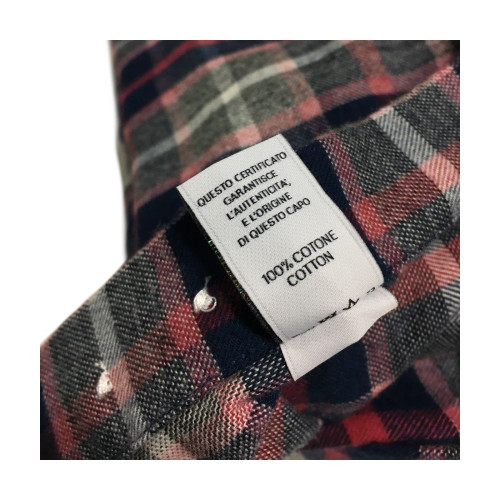 QUESTO CERTIFICATO
GARANTISCE
L'AUTENTICITA'
E L'ORIGINE
DI QUESTO CAPO
100% COTONE
COTTON